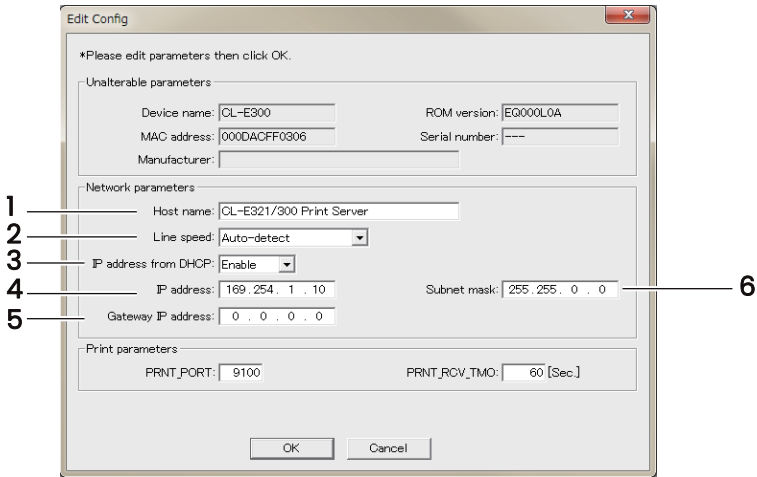 Edit Config
*Please edit parameters then click OK.
Unalterable parameters
Device name: CL-E300 ROM version: EQ000L0A
MAC address: 000DACFF0306 Serial number: ---
Manufacturer:
Network parameters
1 Host name: CL-E321/300 Print Server
2 Line speed: Auto-detect
3 IP address from DHCP: Enable
4 IP address: 169.254. 1 . 10 Subnet mask: 255.255. 0 . 0 6
5 Gateway IP address: 0 . 0 . 0 . 0
Print parameters
PRNT_PORT: 9100 PRNT_RCV_TMO: 60 [Sec.]
OK Cancel